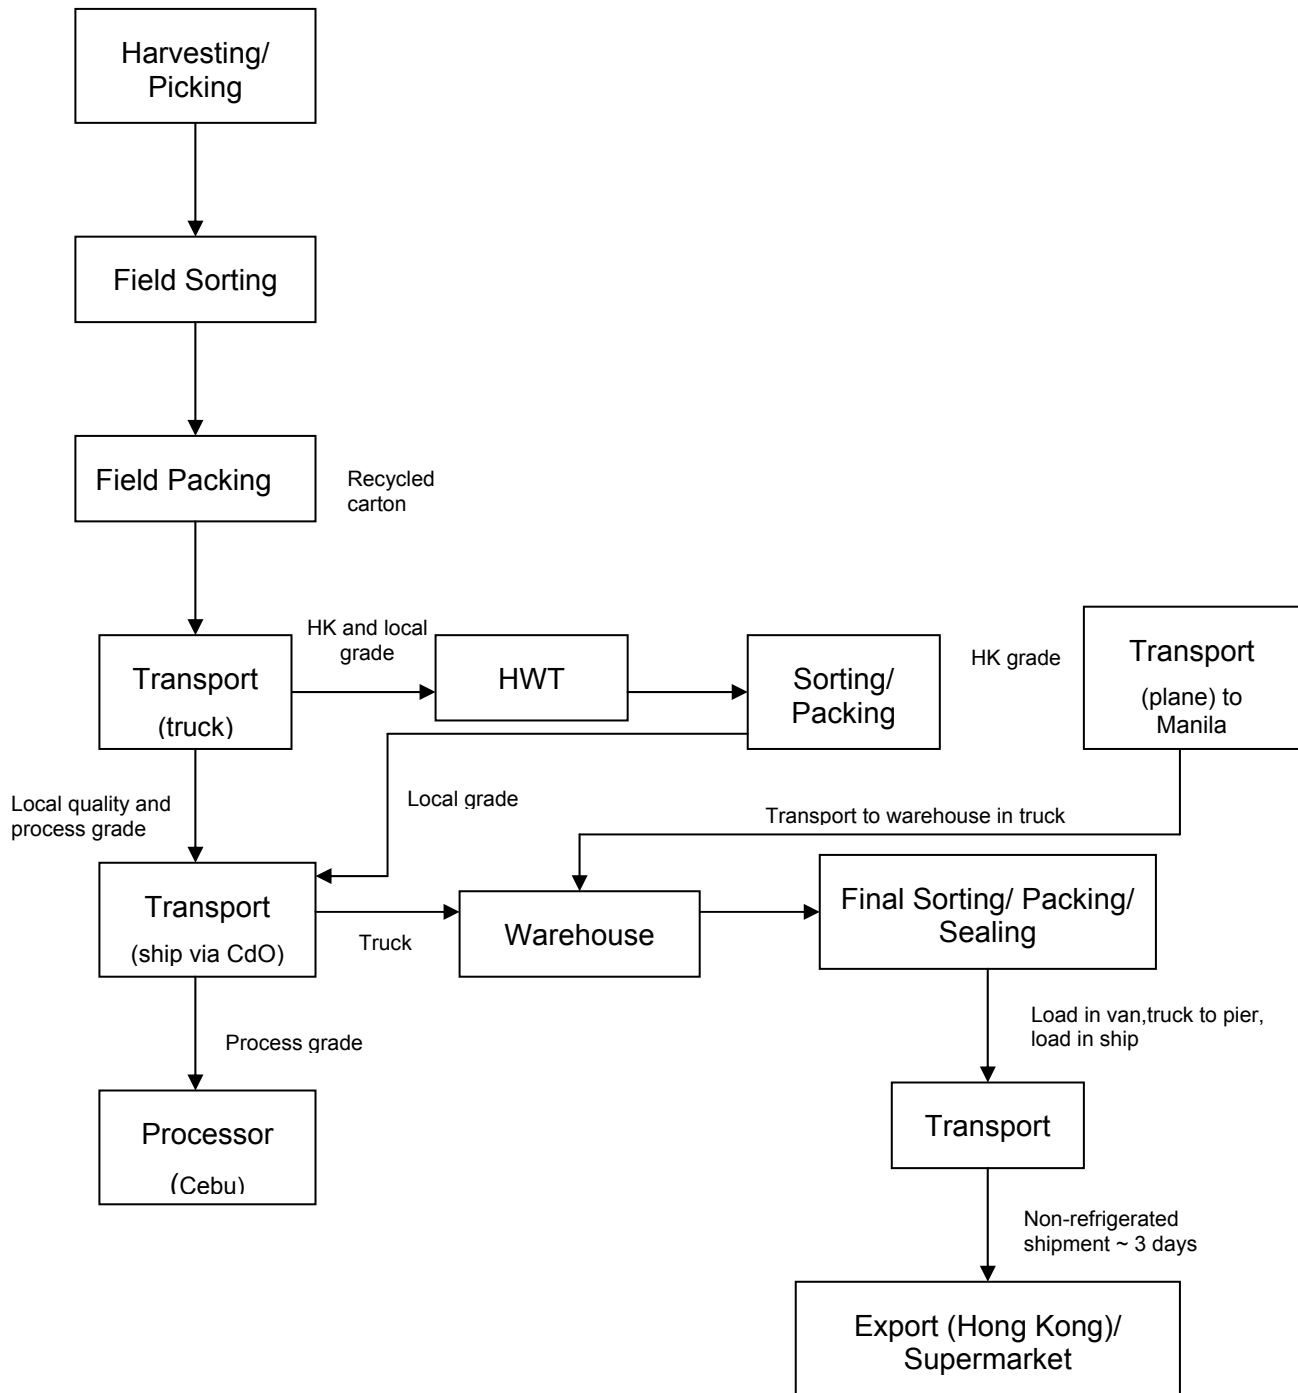 Harvesting/
Picking
Field Sorting
Field Packing
Recycled
carton
HK and local
grade
Transport
(truck)
HWT
Sorting/
Packing
HK grade
Transport
(plane) to
Manila
Local quality and
process grade
Local grade
Transport to warehouse in truck
Transport
(ship via CdO)
Truck
Warehouse
Final Sorting/ Packing/
Sealing
Load in van,truck to pier,
load in ship
Process grade
Processor
(Cebu)
Transport
Non-refrigerated
shipment ~ 3 days
Export (Hong Kong)/
Supermarket